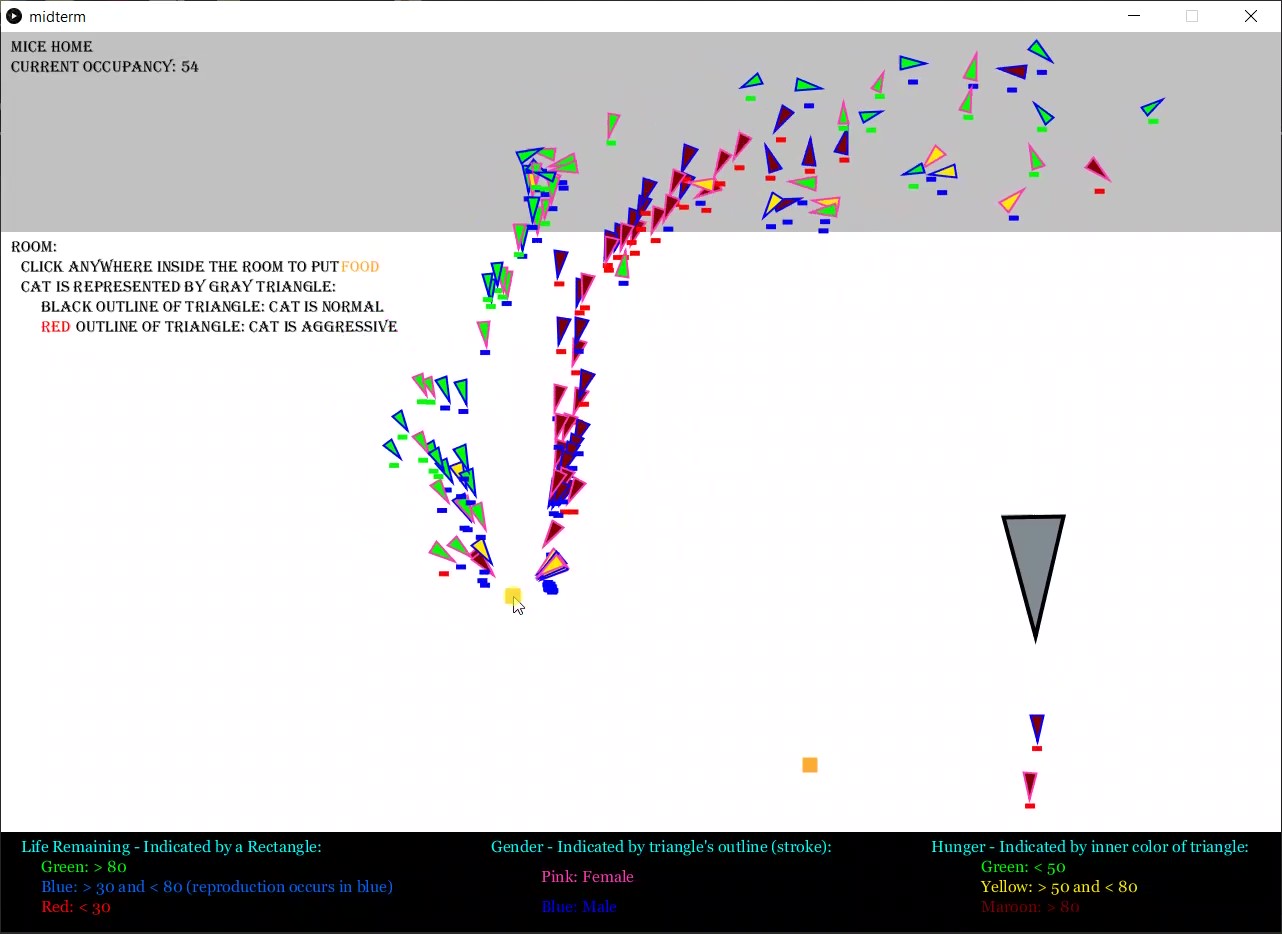 midterm
MICE HOME
CURRENT OCCUPANCY: 54
ROOM:
CLICK ANYWHERE INSIDE THE ROOM TO PUT FOOD
CAT IS REPRESENTED BY GRAY TRIANGLE:
BLACK OUTLINE OF TRIANGLE: CAT IS NORMAL
RED OUTLINE OF TRIANGLE: CAT IS AGGRESSIVE
Life Remaining - Indicated by a Rectangle:
Green: > 80
Blue: > 30 and < 80 (reproduction occurs in blue)
Red: < 30
Gender - Indicated by triangle's outline (stroke):
Pink: Female
Blue: Male
Hunger - Indicated by inner color of triangle:
Green: < 50
Yellow: > 50 and < 80
Maroon: > 80